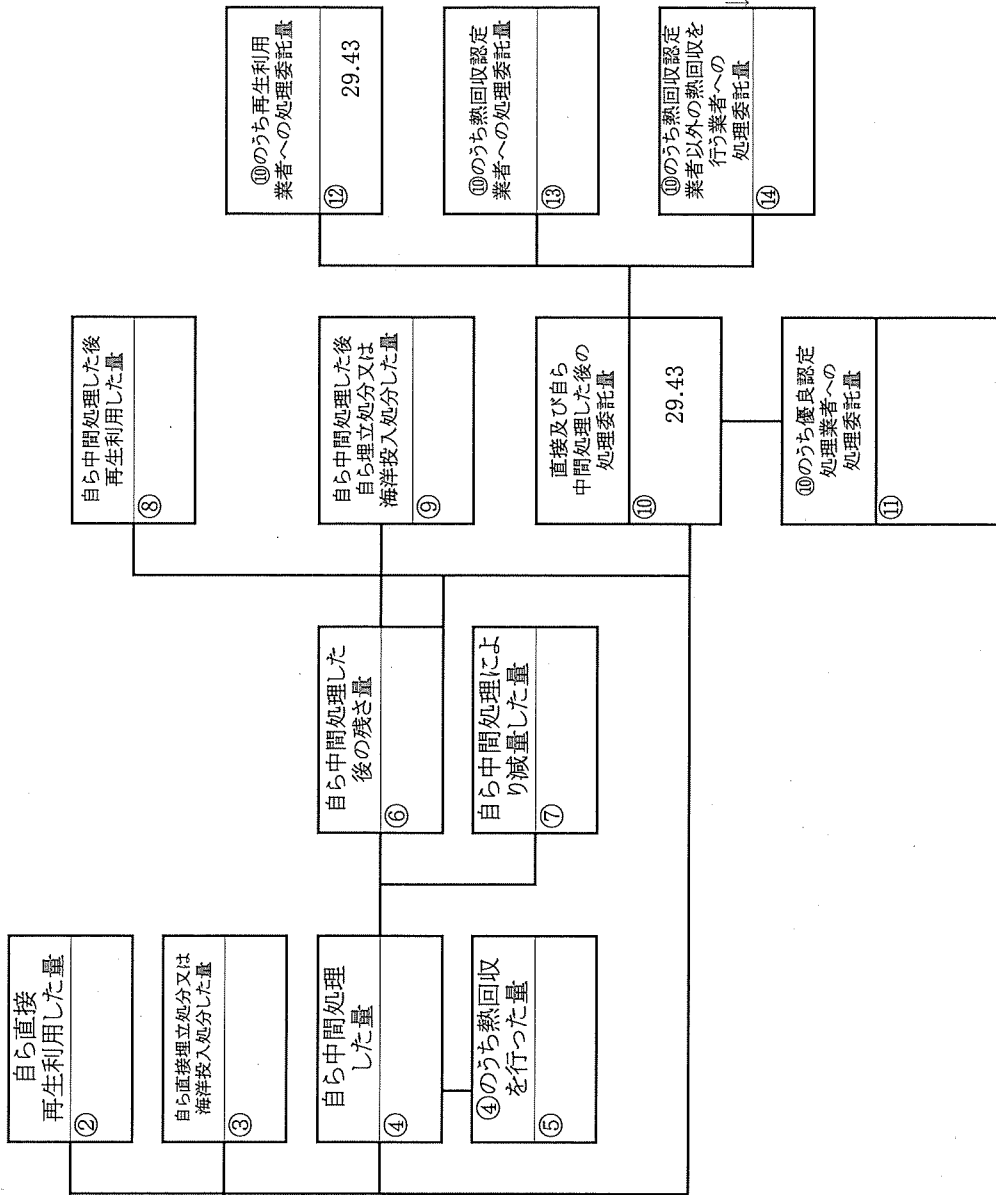 自ら直接
再生利用した量
②
自ら直接埋立処分又は
海洋投入処分した量
③
自ら中間処理
した量
④
④のうち熱回収
を行った量
⑤
自ら中間処理した
後の残さ量
⑥
自ら中間処理によ
り減量した量
⑦
自ら中間処理した後
再生利用した量
⑧
自ら中間処理した後
自ら埋立処分又は
海洋投入処分した量
⑨
直接及び自ら
中間処理した後の
処理委託量
⑩
29.43
⑩のうち優良認定
処理業者への
処理委託量
⑪
⑩のうち再生利用
業者への処理委託量
⑫
29.43
⑩のうち熱回収認定
業者への処理委託量
⑬
⑩のうち熱回収認定
業者以外の熱回収を
行う業者への
処理委託量
⑭